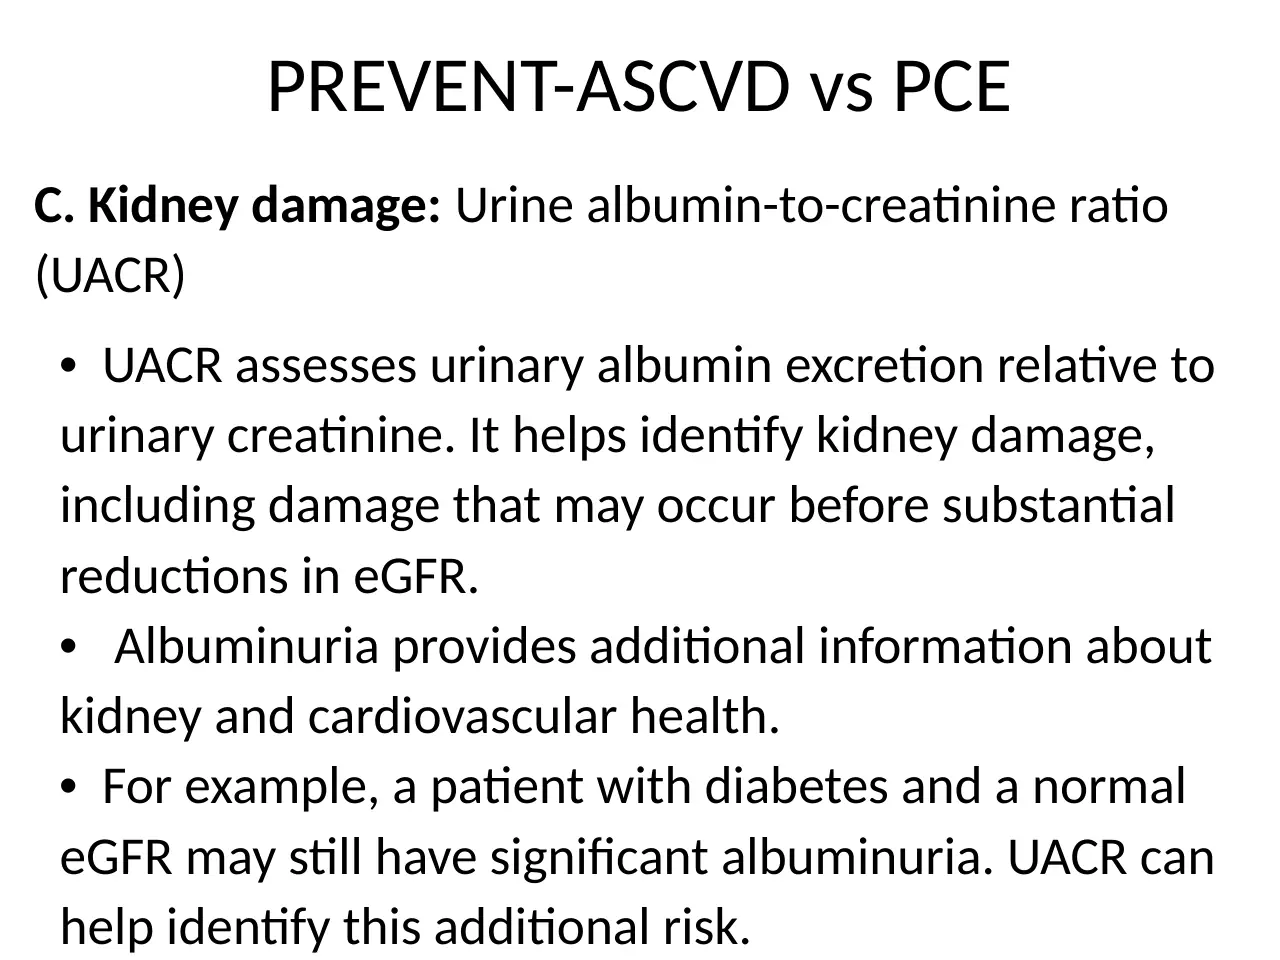 PREVENT-ASCVD vs PCE
C. Kidney damage: Urine albumin-to-creatinine ratio
(UACR)
• UACR assesses urinary albumin excretion relative to
urinary creatinine. It helps identify kidney damage,
including damage that may occur before substantial
reductions in eGFR.
• Albuminuria provides additional information about
kidney and cardiovascular health.
• For example, a patient with diabetes and a normal
eGFR may still have significant albuminuria. UACR can
help identify this additional risk.